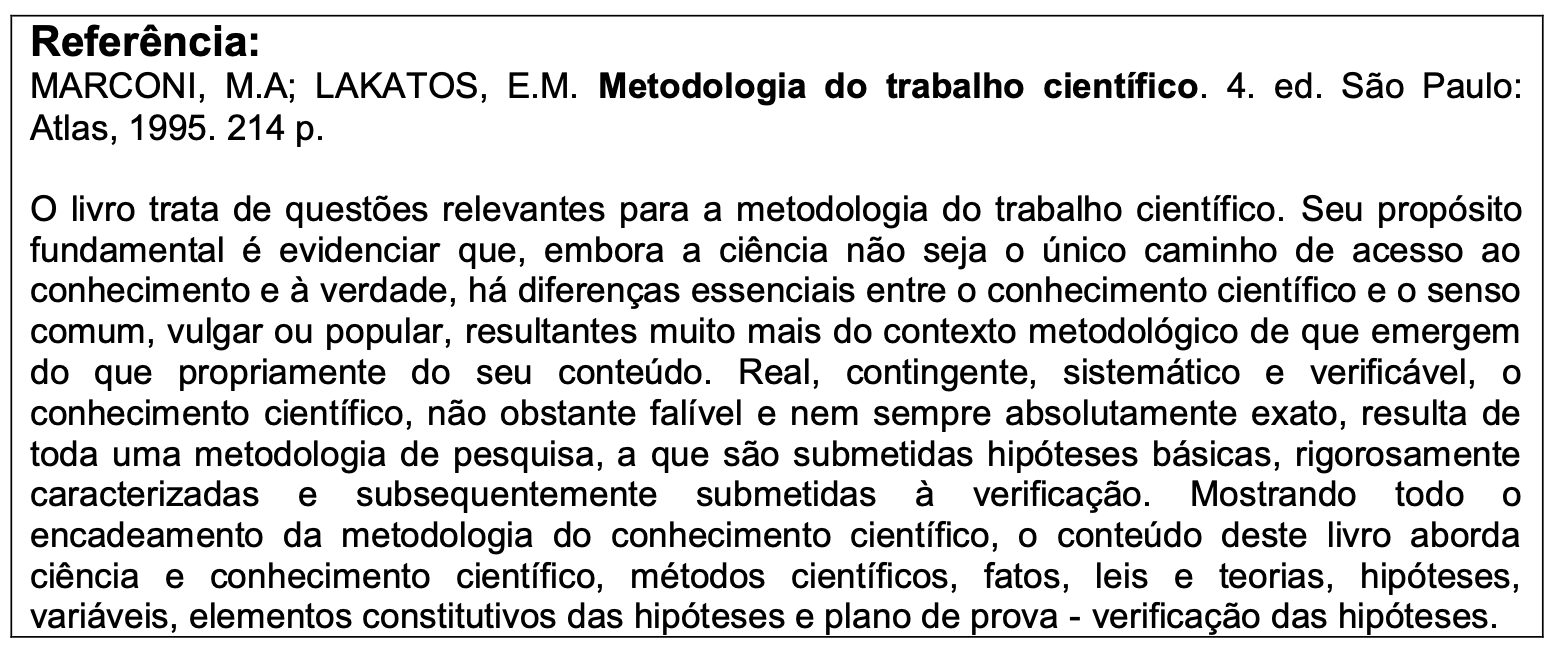 Referência:
MARCONI, M.A; LAKATOS, E.M. Metodologia do trabalho científico. 4. ed. São Paulo:
Atlas, 1995. 214 p.
O livro trata de questões relevantes para a metodologia do trabalho científico. Seu propósito
fundamental é evidenciar que, embora a ciência não seja o único caminho de acesso ao
conhecimento e à verdade, há diferenças essenciais entre o conhecimento científico e o senso
comum, vulgar ou popular, resultantes muito mais do contexto metodológico de que emergem
do que propriamente do seu conteúdo. Real, contingente, sistemático e verificável, o
conhecimento científico, não obstante falível e nem sempre absolutamente exato, resulta de
toda uma metodologia de pesquisa, a que são submetidas hipóteses básicas, rigorosamente
caracterizadas e subsequentemente submetidas à verificação. Mostrando todo o
encadeamento da metodologia do conhecimento científico, o conteúdo deste livro aborda
ciência e conhecimento científico, métodos científicos, fatos, leis e teorias, hipóteses,
variáveis, elementos constitutivos das hipóteses e plano de prova - verificação das hipóteses.